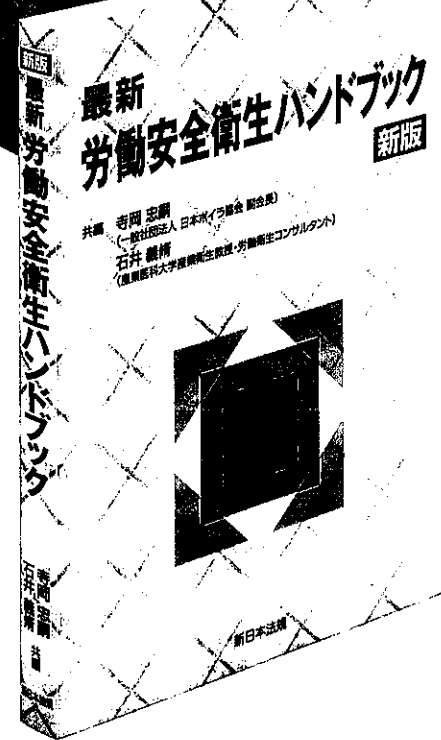 新版
最新 労働安全衛生ハンドブック
寺岡 忠嗣
石井 義脩
共編
最新
労働安全衛生ハンドブック
新版
共編 寺岡 忠嗣
(一般社団法人 日本ボイラ協会 副会長)
石井 義脩
(産業医科大学産業衛生教授・労働衛生コンサルタント)
新日本法規